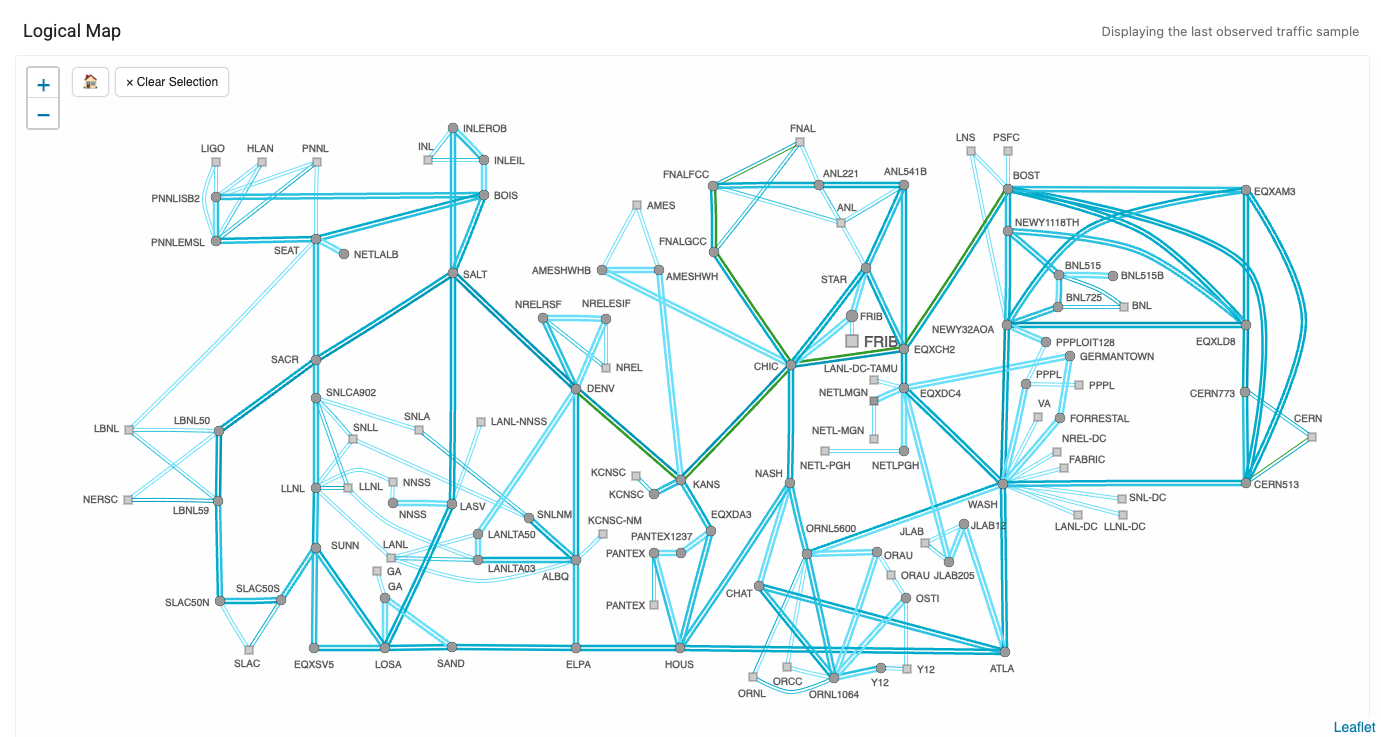 Logical Map
Displaying the last observed traffic sample
+
× Clear Selection
−
INLEROB
FNAL
LNS
PSFC
LIGO
HLAN
PNNL
INL
INLEIL
FNALFCC
ANL221
ANL541B
BOST
PNNLISB2
BOIS
EQXAM3
AMES
ANL
NEWY1118TH
PNNLEMSL
SEAT
NETLALB
FNALGCC
SALT
AMESHWHB
AMESHWH
STAR
BNL515
BNL515B
NRELRSF
NRELESIF
BNL725
BNL
FRIB
FRIB
NEWY32AOA
EQXLD8
PPPLOIT128
EQXCH2
GERMANTOWN
SACR
CHIC
LANL-DC-TAMU
NREL
PPPL
PPPL
DENV
NETLMGN
EQXDC4
CERN773
SNLCA902
VA
SNLA
LANL-NNSS
FORRESTAL
CERN
LBNL
LBNL50
SNLL
NETL-MGN
NREL-DC
FABRIC
NETL-PGH
NETLPGH
KCNSC
NASH
LLNL
LLNL
NNSS
KCNSC
KANS
CERN513
NERSC
LBNL59
NNSS
LASV
WASH
SNL-DC
SNLNM
KCNSC-NM
EQXDA3
LANL-DC
LLNL-DC
SUNN
LANLTA50
PANTEX1237
ORNL5600
JLAB
JLAB12
LANL
PANTEX
ORAU
LANLTA03
ALBQ
GA
GA
ORAU
JLAB205
SLAC50S
SLAC50N
PANTEX
CHAT
OSTI
SLAC
EQXSV5
LOSA
SAND
ELPA
HOUS
ATLA
ORCC
Y12
Y12
ORNL
ORNL1064
Leaflet